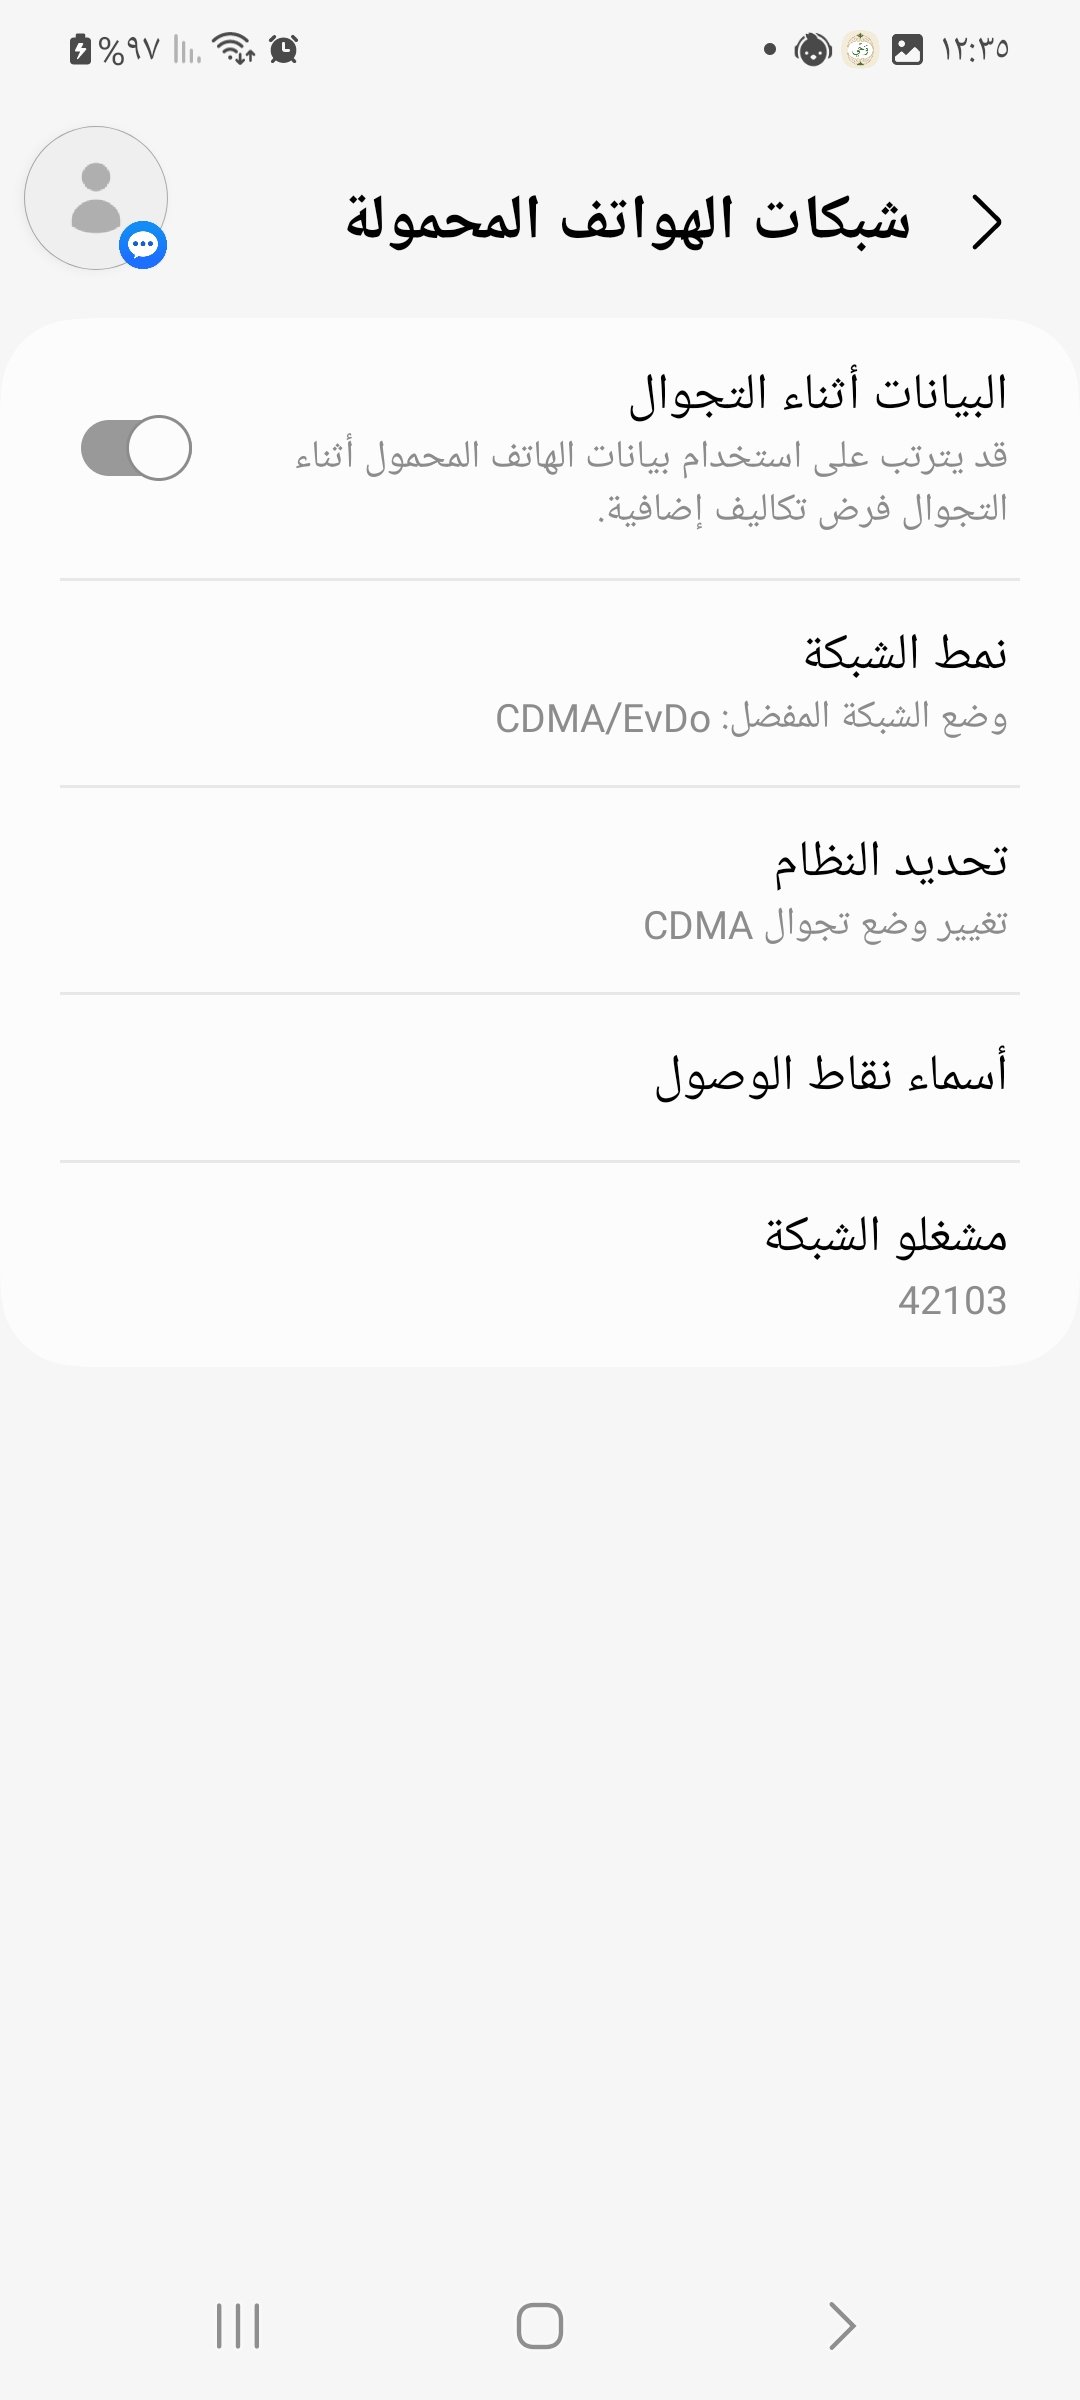 ١٢:٣٥
%٩٧
شبكات الهواتف المحمولة
البيانات أثناء التجوال
قد يترتب على استخدام بيانات الهاتف المحمول أثناء
التجوال فرض تكاليف إضافية.
نمط الشبكة
وضع الشبكة المفضل: CDMA/EvDo
تحديد النظام
تغيير وضع تجوال CDMA
أسماء نقاط الوصول
مشغلو الشبكة
42103